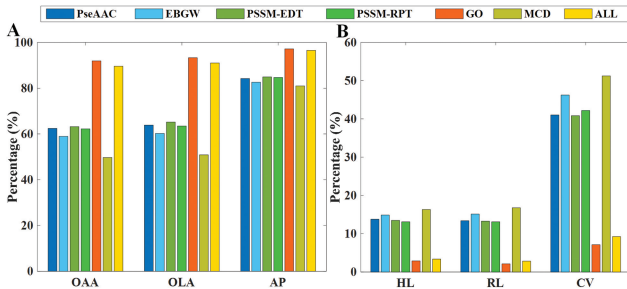 PseAAC EBGW PSSM-EDT PSSM-RPT GO MCD ALL
A
100
80
60
40
20
0
Percentage (%)
OAA OLA AP
B
60
50
40
30
20
10
0
Percentage (%)
HL RL CV